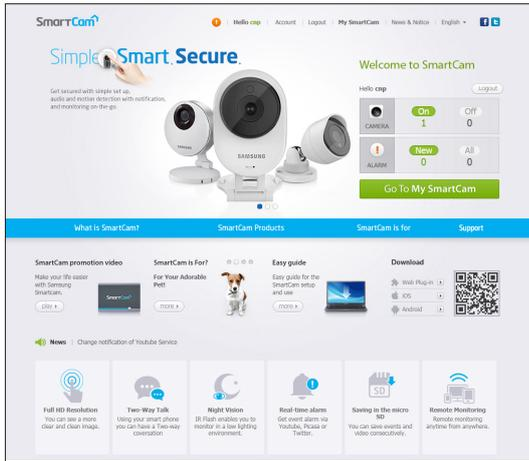 SmartCam
Hello cnp | Account | Logout | My SmartCam | News & Notice | English
Simple, Smart, Secure.
Get secured with simple set up,
audio and motion detection with notification,
and monitoring on-the-go.
SAMSUNG
SAMSUNG
Welcome to SmartCam
Hello cnp
Logout
CAMERA
On
1
Off
0
ALARM
New
0
All
0
Go To My SmartCam
What is SmartCam?
SmartCam Products
SmartCam is for
Support
SmartCam promotion video
Make your life easier
with Samsung
Smartcam.
play
SmartCam
SmartCam is For?
For Your Adorable
Pet!
more
Easy guide
Easy guide for the
SmartCam setup
and use
more
Download
Web Plug-in
iOS
Android
News | Change notification of Youtube Service
Full HD Resolution
You can see a more
clear and clean image.
Two-Way Talk
Using your smart phone
you can have a Two-way
coversation
Night Vision
IR Flash enables you to
monitor in a low lighting
environment.
Real-time alarm
Get event alarm via
Youtube, Picasa or
Twitter.
SD
Saving in the micro
SD
You can save events and
video consecutively.
Remote Monitoring
Remote monitoring
anytime from anywhere.